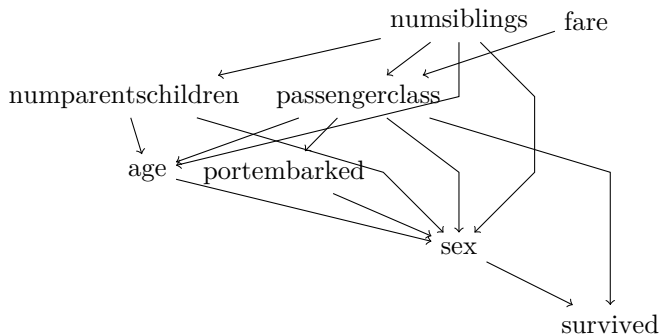 numsiblings fare
numparentschildren passengerclass
age portembarked
sex
survived